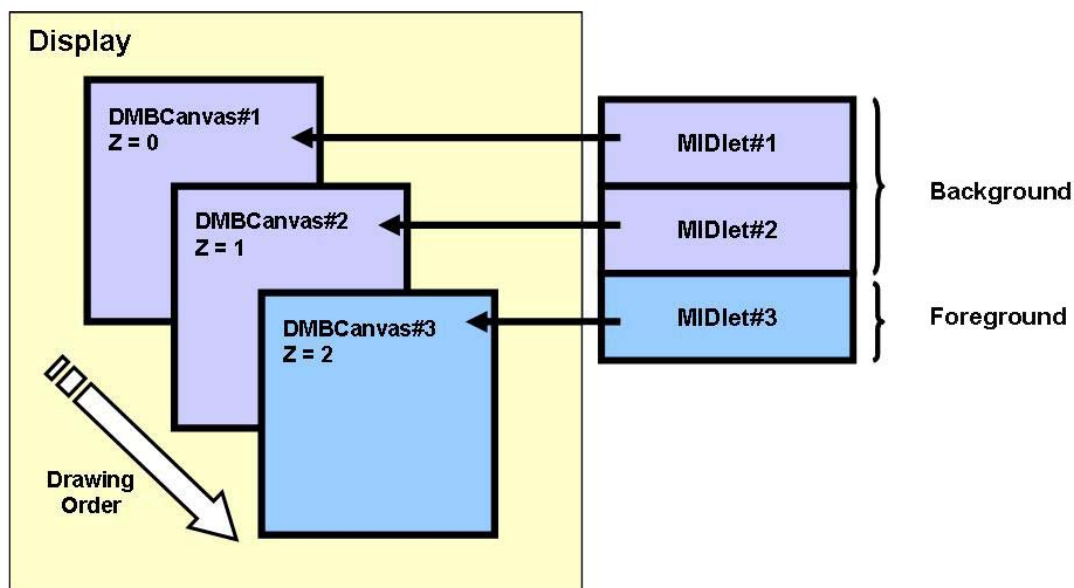 Display
DMBCanvas#1
Z = 0
DMBCanvas#2
Z = 1
DMBCanvas#3
Z = 2
Drawing
Order
MIDlet#1
MIDlet#2
MIDlet#3
Background
Foreground